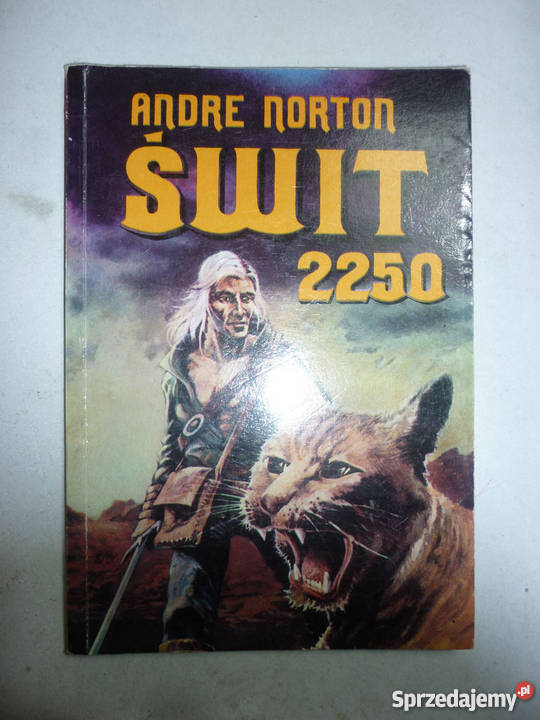 ANDRE NORTON
ŚWIT
2250
Sprzedajemy.pl